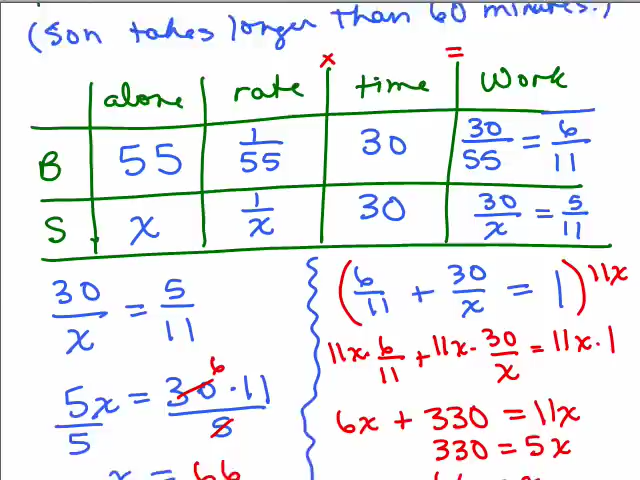 (Son takes longer than 60 minutes.)
× =
alone rate time Work
B 55 1/55 30 30/55 = 6/11
S x 1/x 30 30/x = 5/11
30/x = 5/11
5x/5 = 30 6 · 11/5
x = 66
(6/11 + 30/x = 1) 11x
11x · 6/11 + 11x · 30/x = 11x · 1
6x + 330 = 11x
330 = 5x